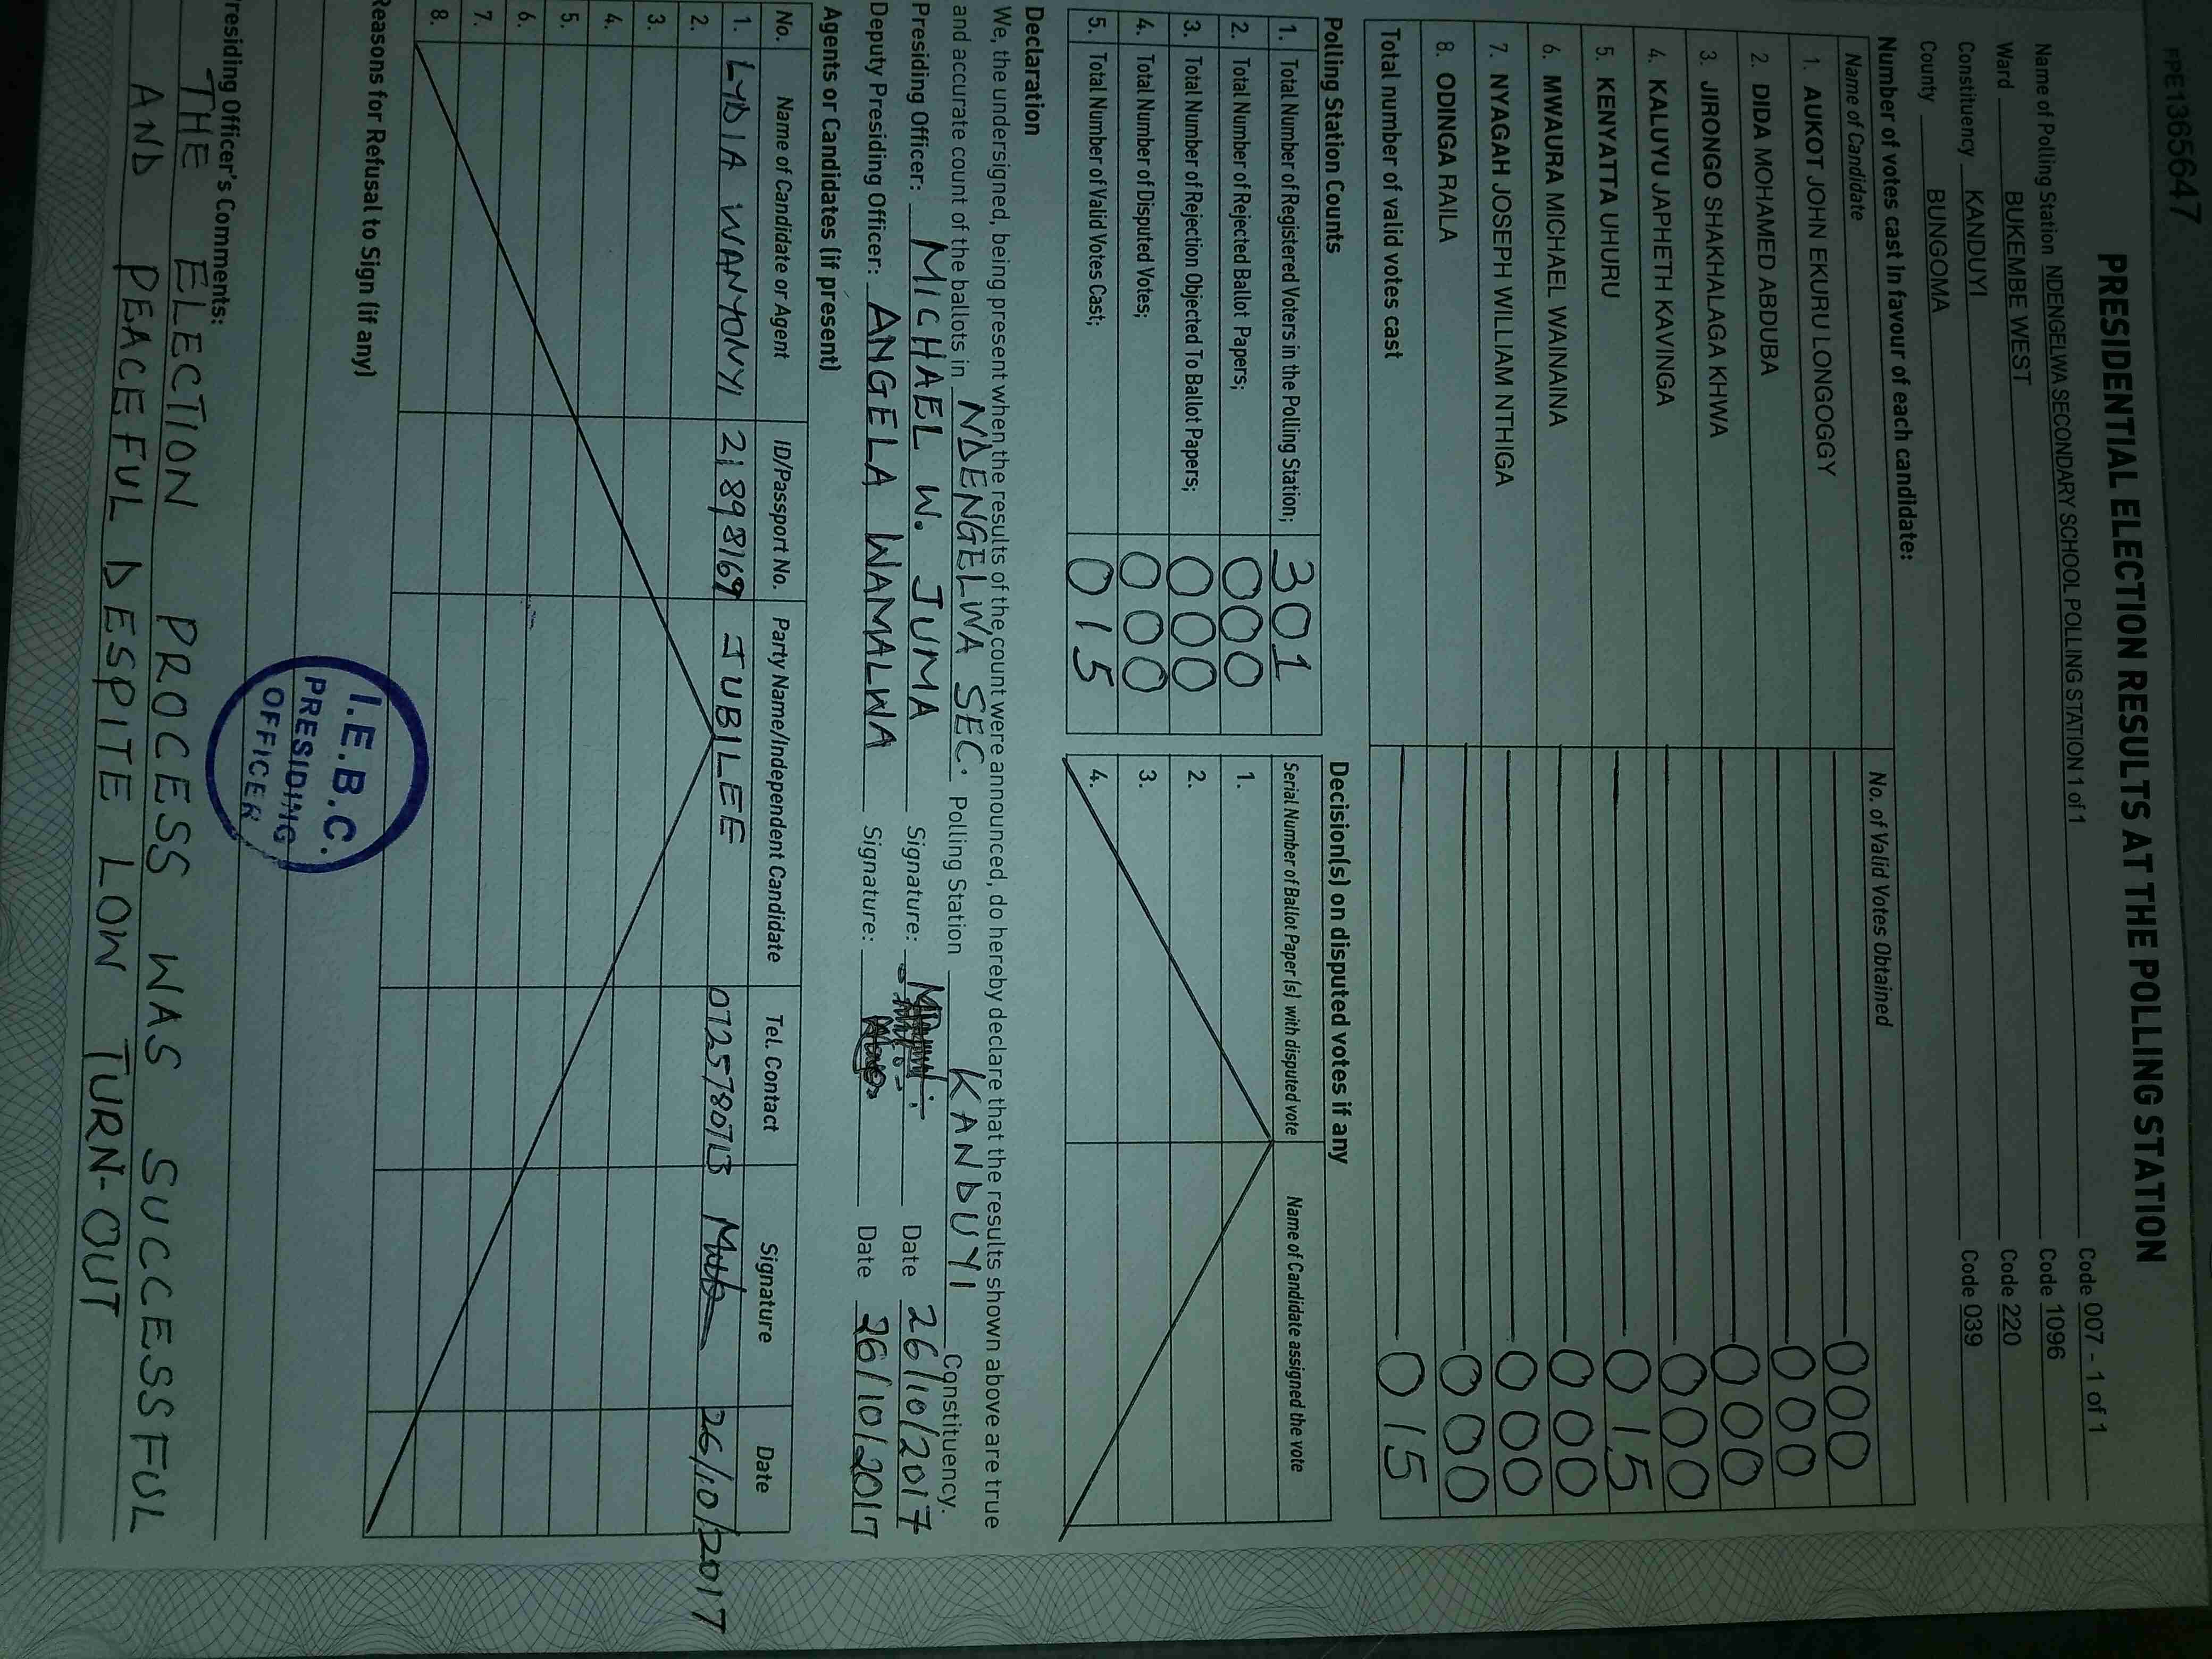 PPE1365647
PRESIDENTIAL ELECTION RESULTS AT THE POLLING STATION
Name of Polling Station NDENGELWA SECONDARY SCHOOL POLLING STATION 1 of 1 Code 007 - 1 of 1
Ward BUKEMBE WEST Code 1096
Constituency KANDUYI Code 220
County BUNGOMA Code 039
Number of votes cast in favour of each candidate:
Name of Candidate No. of Valid Votes Obtained
1. AUKOT JOHN EKURU LONGOGGY 000
2. DIDA MOHAMED ABDUBA 000
3. JIRONGO SHAKHALAGA KHWA 000
4. KALUYU JAPHETH KAVINGA 000
5. KENYATTA UHURU 015
6. MWAURA MICHAEL WAINAINA 000
7. NYAGAH JOSEPH WILLIAM NTHIGA 000
8. ODINGA RAILA 000
Total number of valid votes cast 015
Polling Station Counts Decision(s) on disputed votes if any
1. Total Number of Registered Voters in the Polling Station; 301 Serial Number of Ballot Paper (s) with disputed vote Name of Candidate assigned the vote
2. Total Number of Rejected Ballot Papers; 000 1.
3. Total Number of Rejection Objected To Ballot Papers; 000 2.
4. Total Number of Disputed Votes; 000 3.
5. Total Number of Valid Votes Cast; 015 4.
Declaration
We, the undersigned, being present when the results of the count were announced, do hereby declare that the results shown above are true
and accurate count of the ballots in NDENGELWA SEC. Polling Station KANDUYI Constituency.
Presiding Officer: MICHAEL W. JUMA Signature: Date 26/10/2017
Deputy Presiding Officer: ANGELA WAMALWA Signature: Date 26/10/2017
Agents or Candidates (if present)
No. Name of Candidate or Agent ID/Passport No. Party Name/Independent Candidate Tel. Contact Signature Date
1. LYDIA WANYONYI 21898169 JUBILEE 0725780713 26/10/2017
2.
3.
4.
5.
6.
7.
8.
Reasons for Refusal to Sign (if any)
I.E.B.C.
PRESIDING
OFFICER
Presiding Officer's Comments:
THE ELECTION PROCESS WAS SUCCESSFUL
AND PEACEFUL DESPITE LOW TURN-OUT